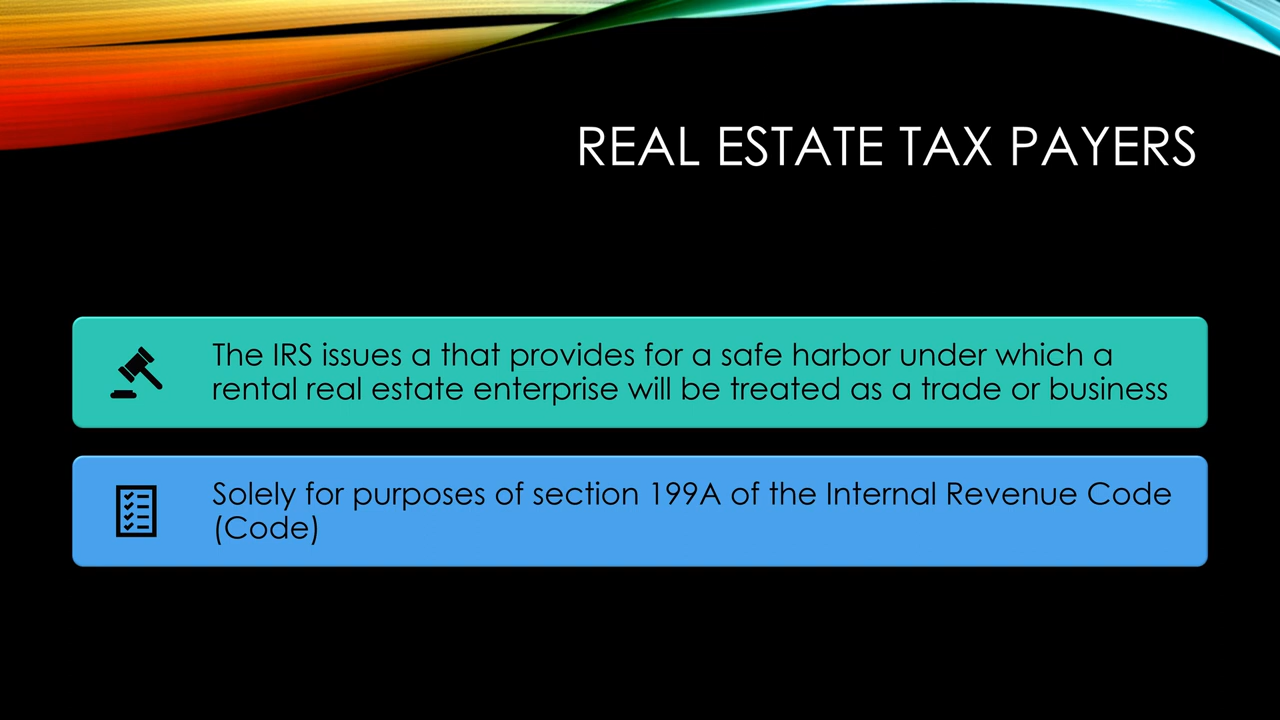 REAL ESTATE TAX PAYERS
The IRS issues a that provides for a safe harbor under which a
rental real estate enterprise will be treated as a trade or business
Solely for purposes of section 199A of the Internal Revenue Code
(Code)